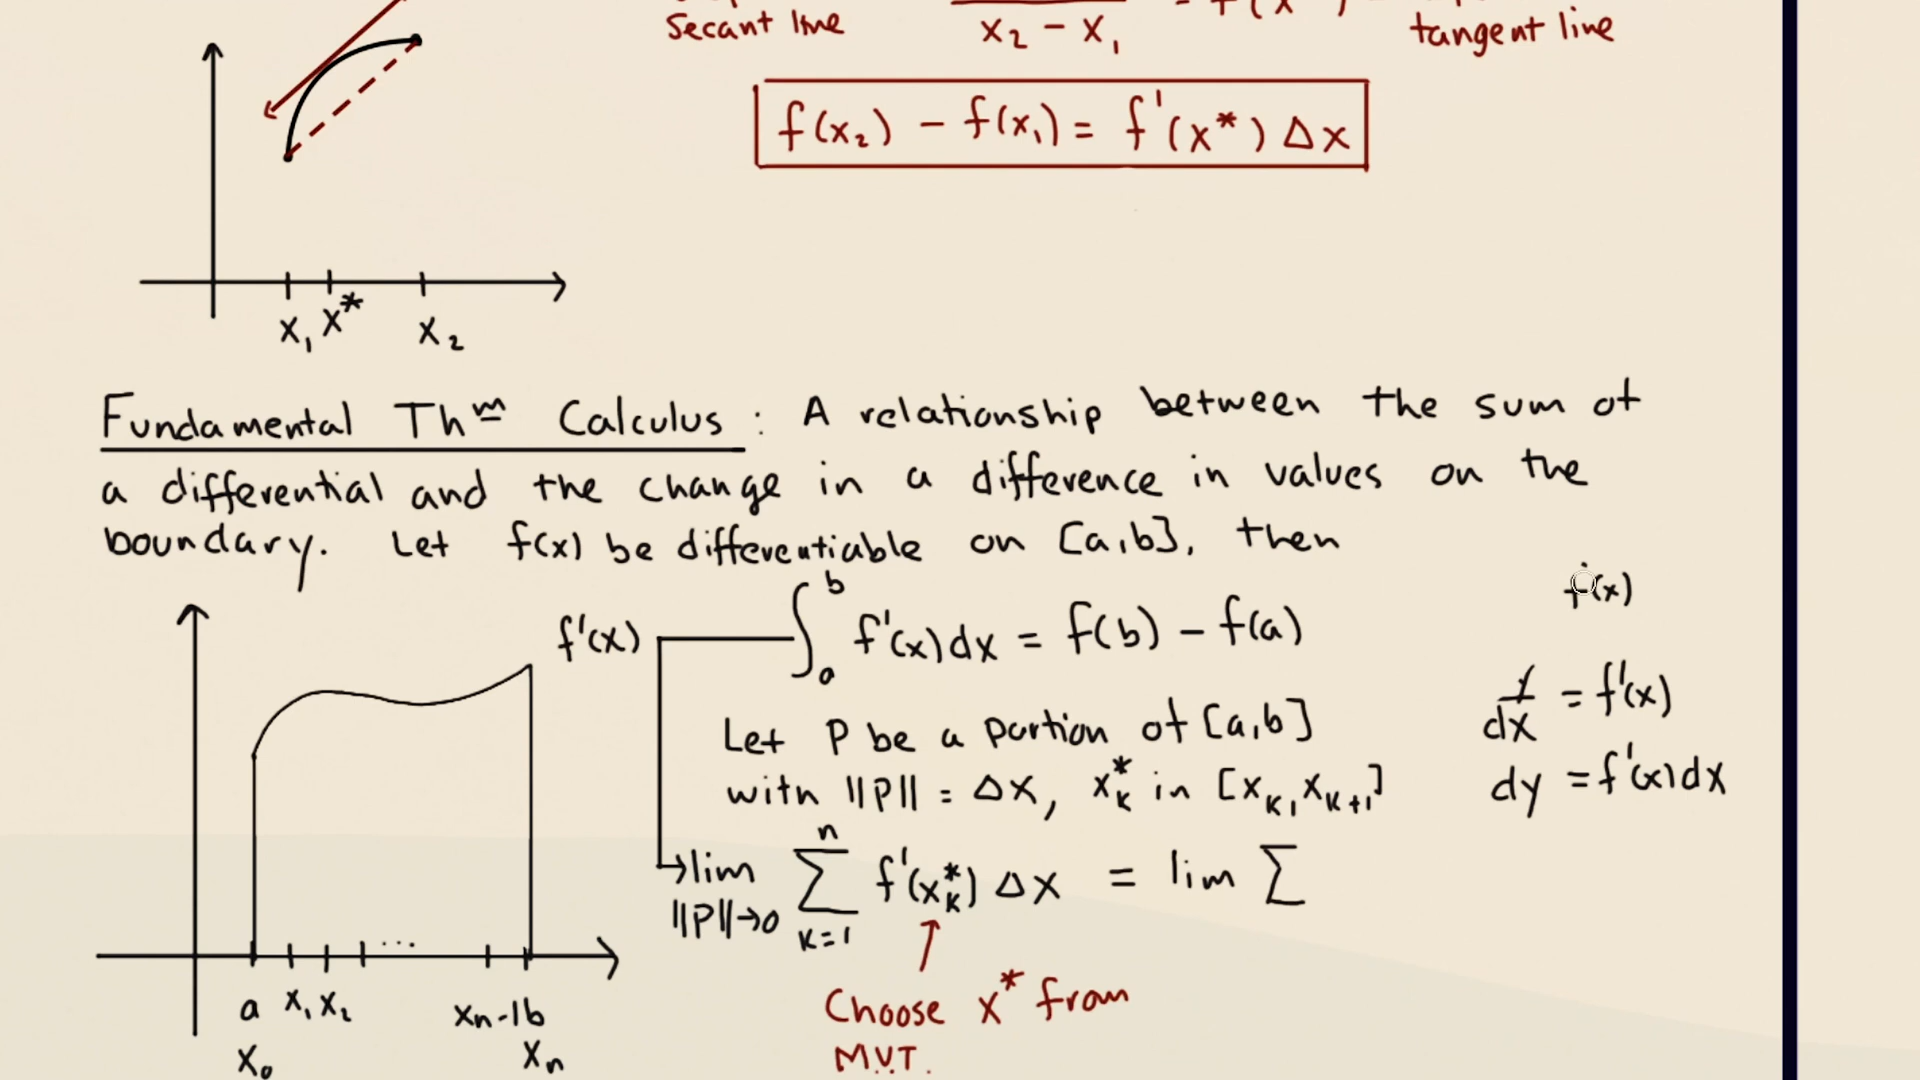 Secant line
x₂ - x₁
tangent line
f(x₂) - f(x₁) = f'(x*) Δx
x₁ x* x₂
Fundamental Thm Calculus: A relationship between the sum of
a differential and the change in a difference in values on the
boundary. Let f(x) be differentiable on [a,b], then
f'(x)
∫ₐᵇ f'(x)dx = f(b) - f(a)
Let P be a partion of [a,b]
with ||P|| = Δx, x*ₖ in [xₖ, xₖ₊₁]
lim ||P||→0 ∑ₖ₌₁ⁿ f'(x*ₖ) Δx = lim ∑
Choose x* from
M.V.T.
a x₁ x₂ ... xn-1 b
x₀ xₙ
dx = f'(x)
dy = f'(x)dx